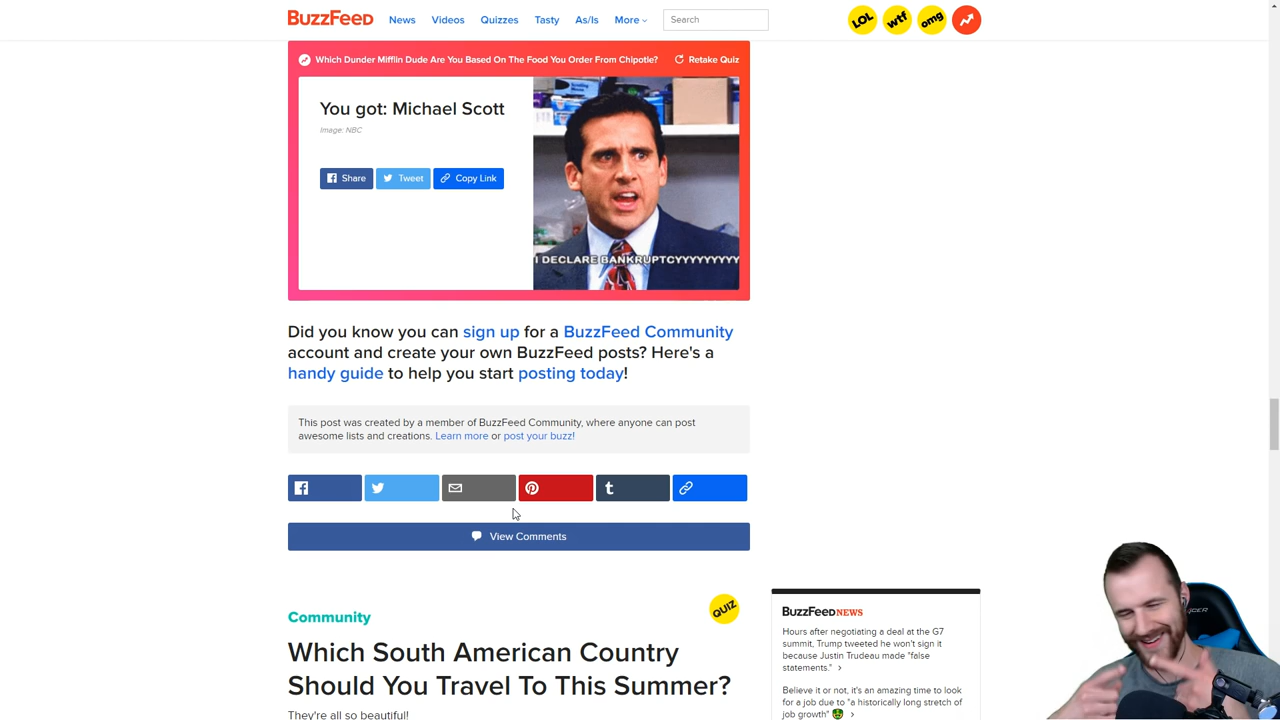 BuzzFeed News Videos Quizzes Tasty As/Is More Search LOL wtf omg
Which Dunder Mifflin Dude Are You Based On The Food You Order From Chipotle? Retake Quiz
You got: Michael Scott
Image: NBC
Share Tweet Copy Link
I DECLARE BANKRUPTCYYYYYYYYY
Did you know you can sign up for a BuzzFeed Community
account and create your own BuzzFeed posts? Here's a
handy guide to help you start posting today!
This post was created by a member of BuzzFeed Community, where anyone can post
awesome lists and creations. Learn more or post your buzz!
View Comments
Community
QUIZ
Which South American Country
Should You Travel To This Summer?
They're all so beautiful!
BuzzFeed NEWS
Hours after negotiating a deal at the G7
summit, Trump tweeted he won't sign it
because Justin Trudeau made "false
statements." ›
Believe it or not, it's an amazing time to look
for a job due to "a historically long stretch of
job growth" ›